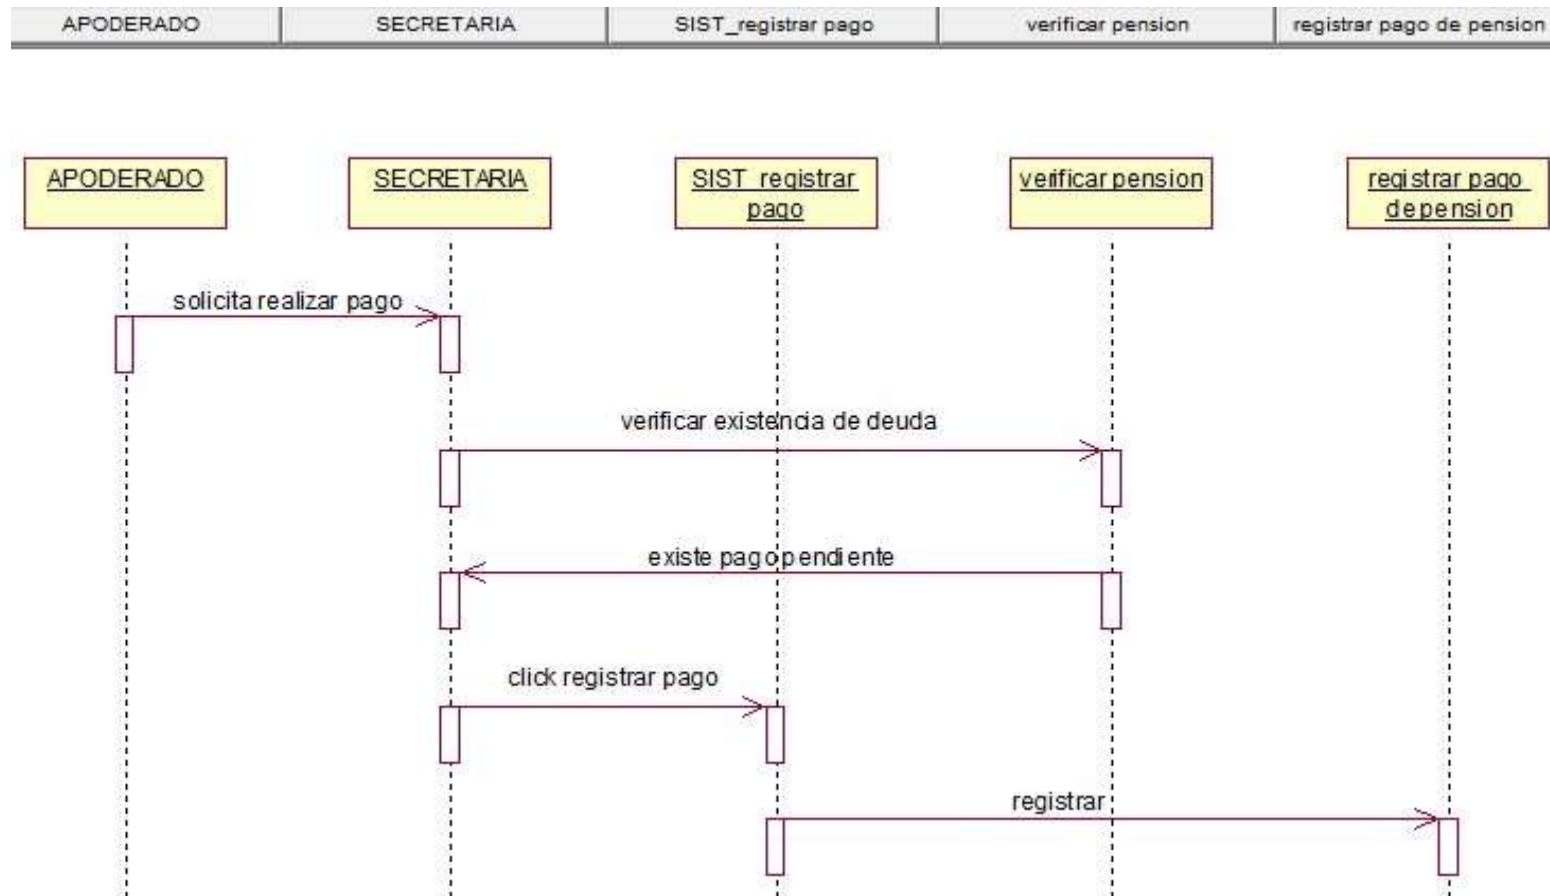 APODERADO
SECRETARIA
SIST_registrar pago
verificar pension
registrar pago de pension
APODERADO
SECRETARIA
SIST_registrar
pago
verificar pension
registrar pago
de pension
solicita realizar pago
verificar existencia de deuda
existe pago pendiente
click registrar pago
registrar